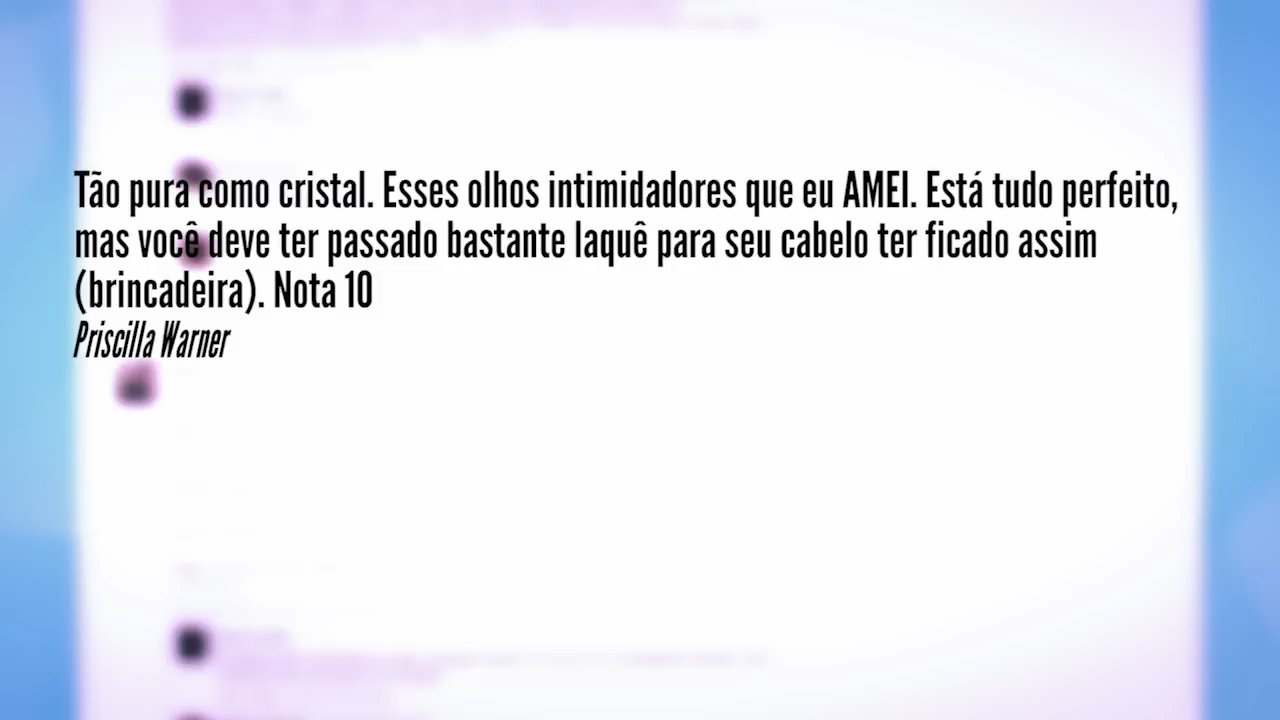 Tão pura como cristal. Esses olhos intimidadores que eu AMEI. Está tudo perfeito,
mas você deve ter passado bastante laquê para seu cabelo ter ficado assim
(brincadeira). Nota 10
Priscilla Warner